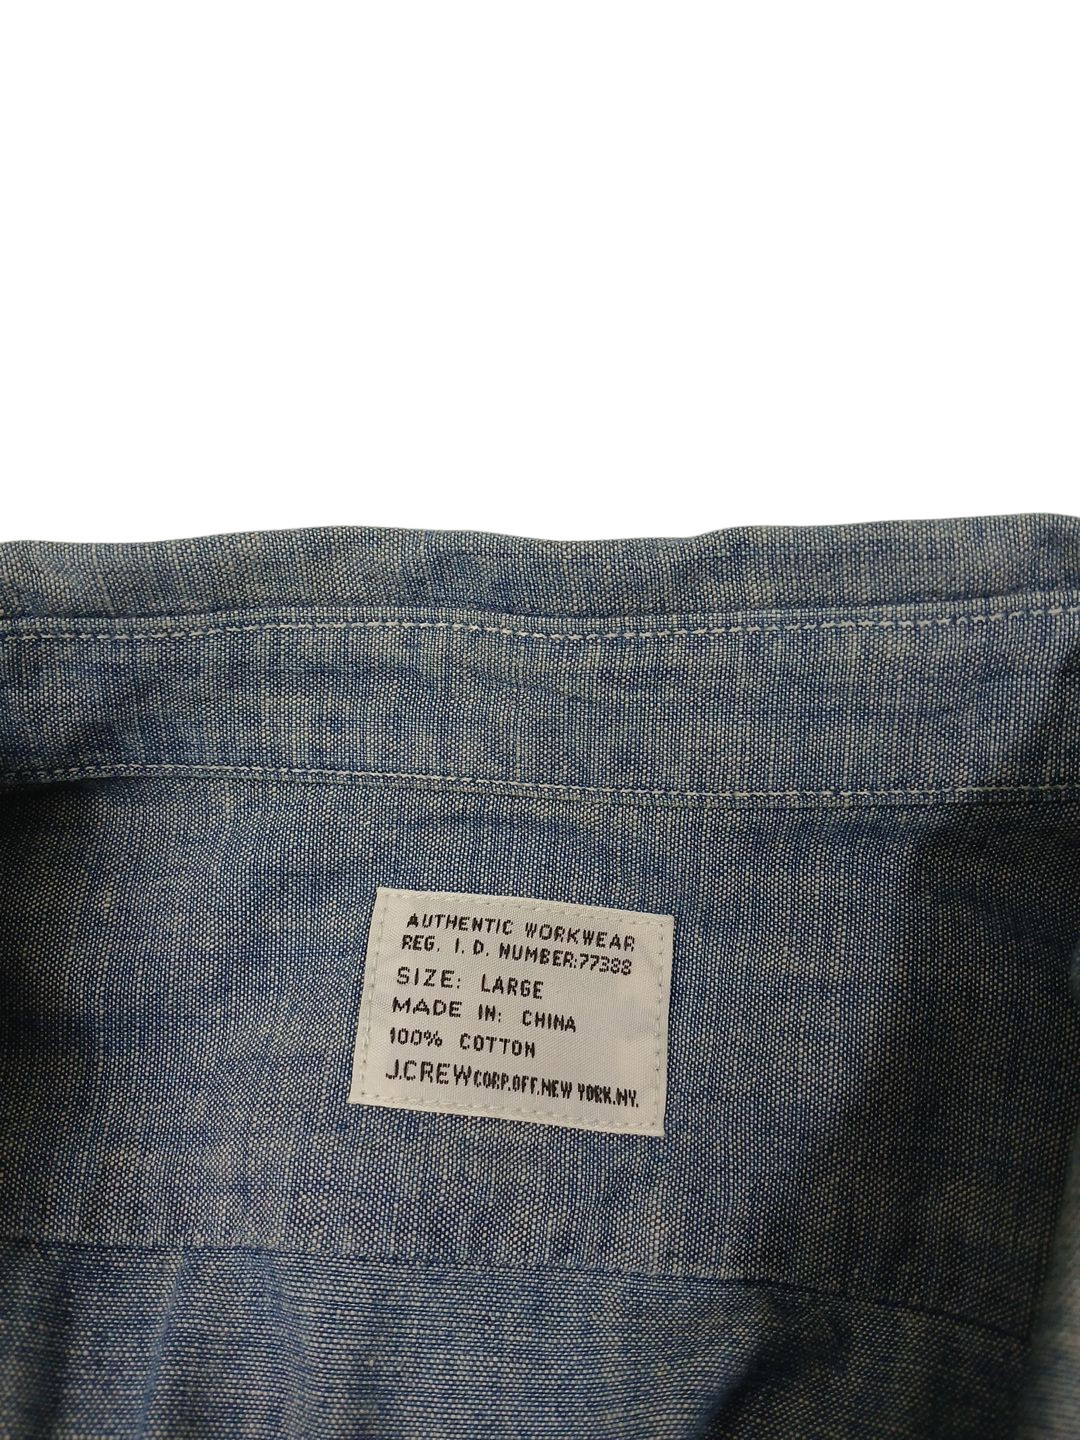 AUTHENTIC WORKWEAR
REG. I. D. NUMBER:77388
SIZE: LARGE
MADE IN: CHINA
100% COTTON
J.CREW CORP.OFF.NEW YORK.NY.